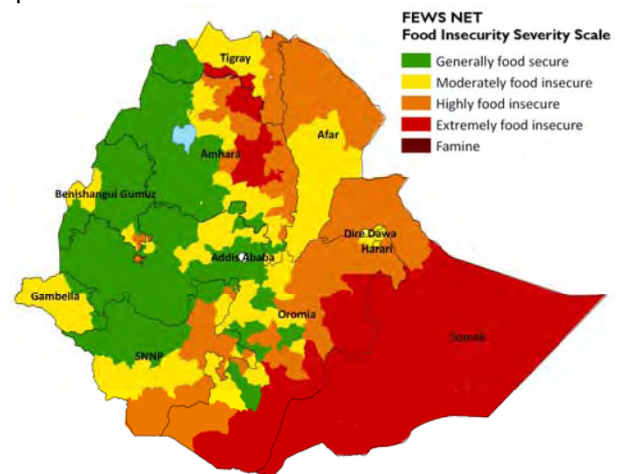 FEWS NET
Food Insecurity Severity Scale
Generally food secure
Moderately food insecure
Highly food insecure
Extremely food insecure
Famine
Tigray
Afar
Amhara
Benishangul Gumuz
Dire Dawa
Harari
Addis Ababa
Gambella
Oromia
Somali
SNNP